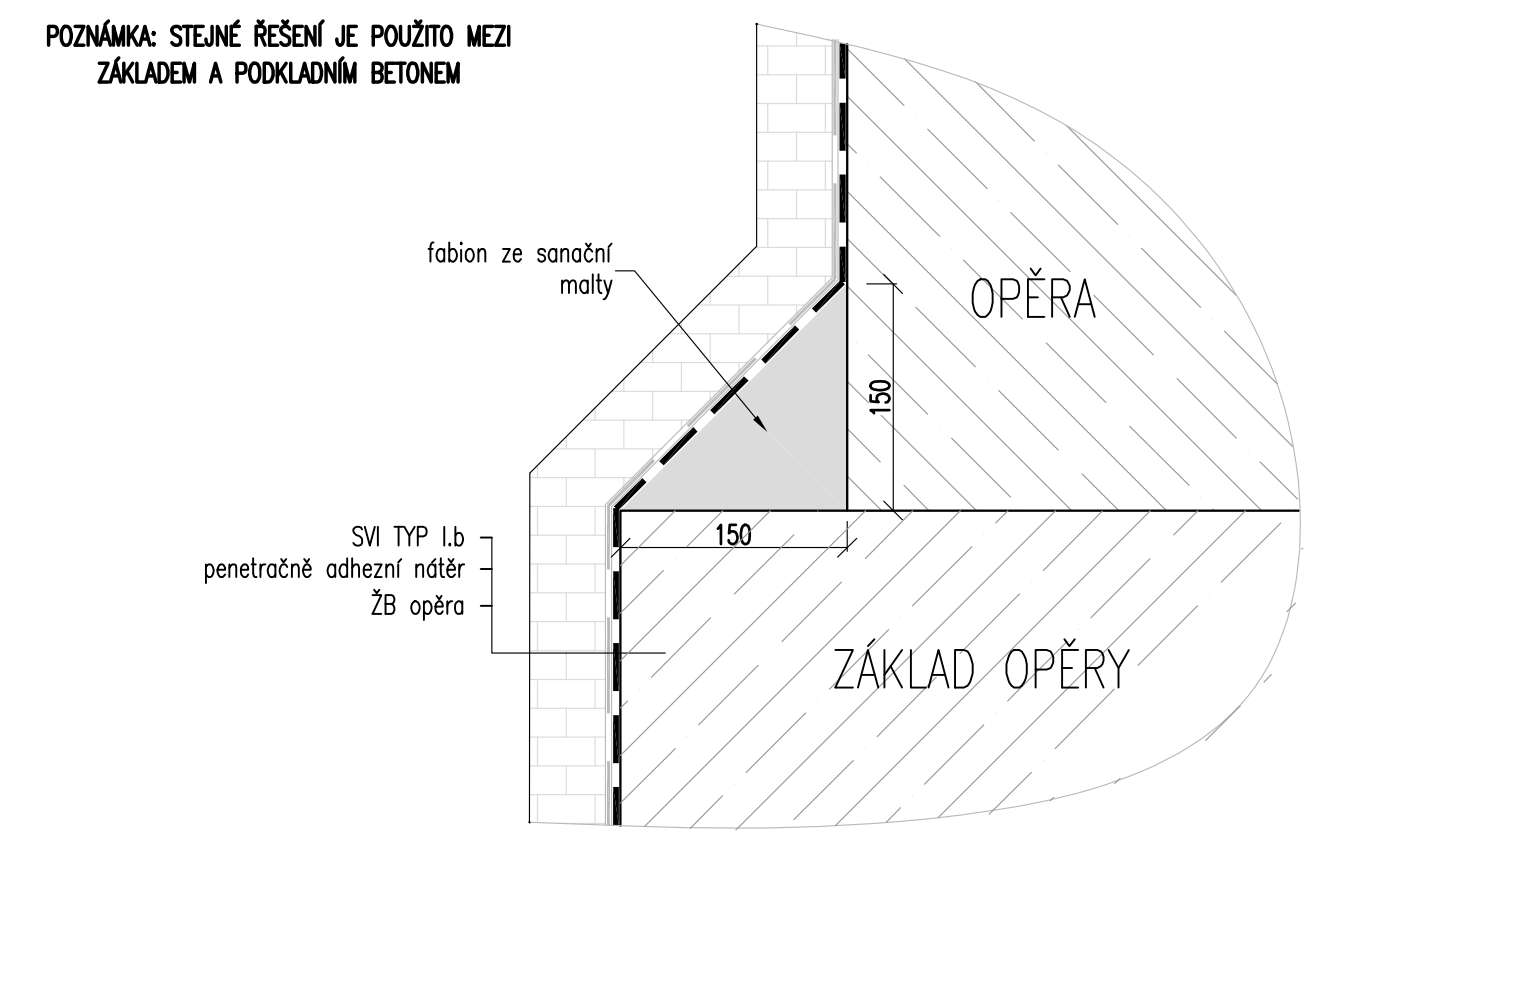 POZNÁMKA: STEJNÉ ŘEŠENÍ JE POUŽITO MEZI
ZÁKLADEM A PODKLADNÍM BETONEM
fabion ze sanační
malty
OPĚRA
150
150
SVI TYP I.b
penetračně adhezní nátěr
ŽB opěra
ZÁKLAD OPĚRY